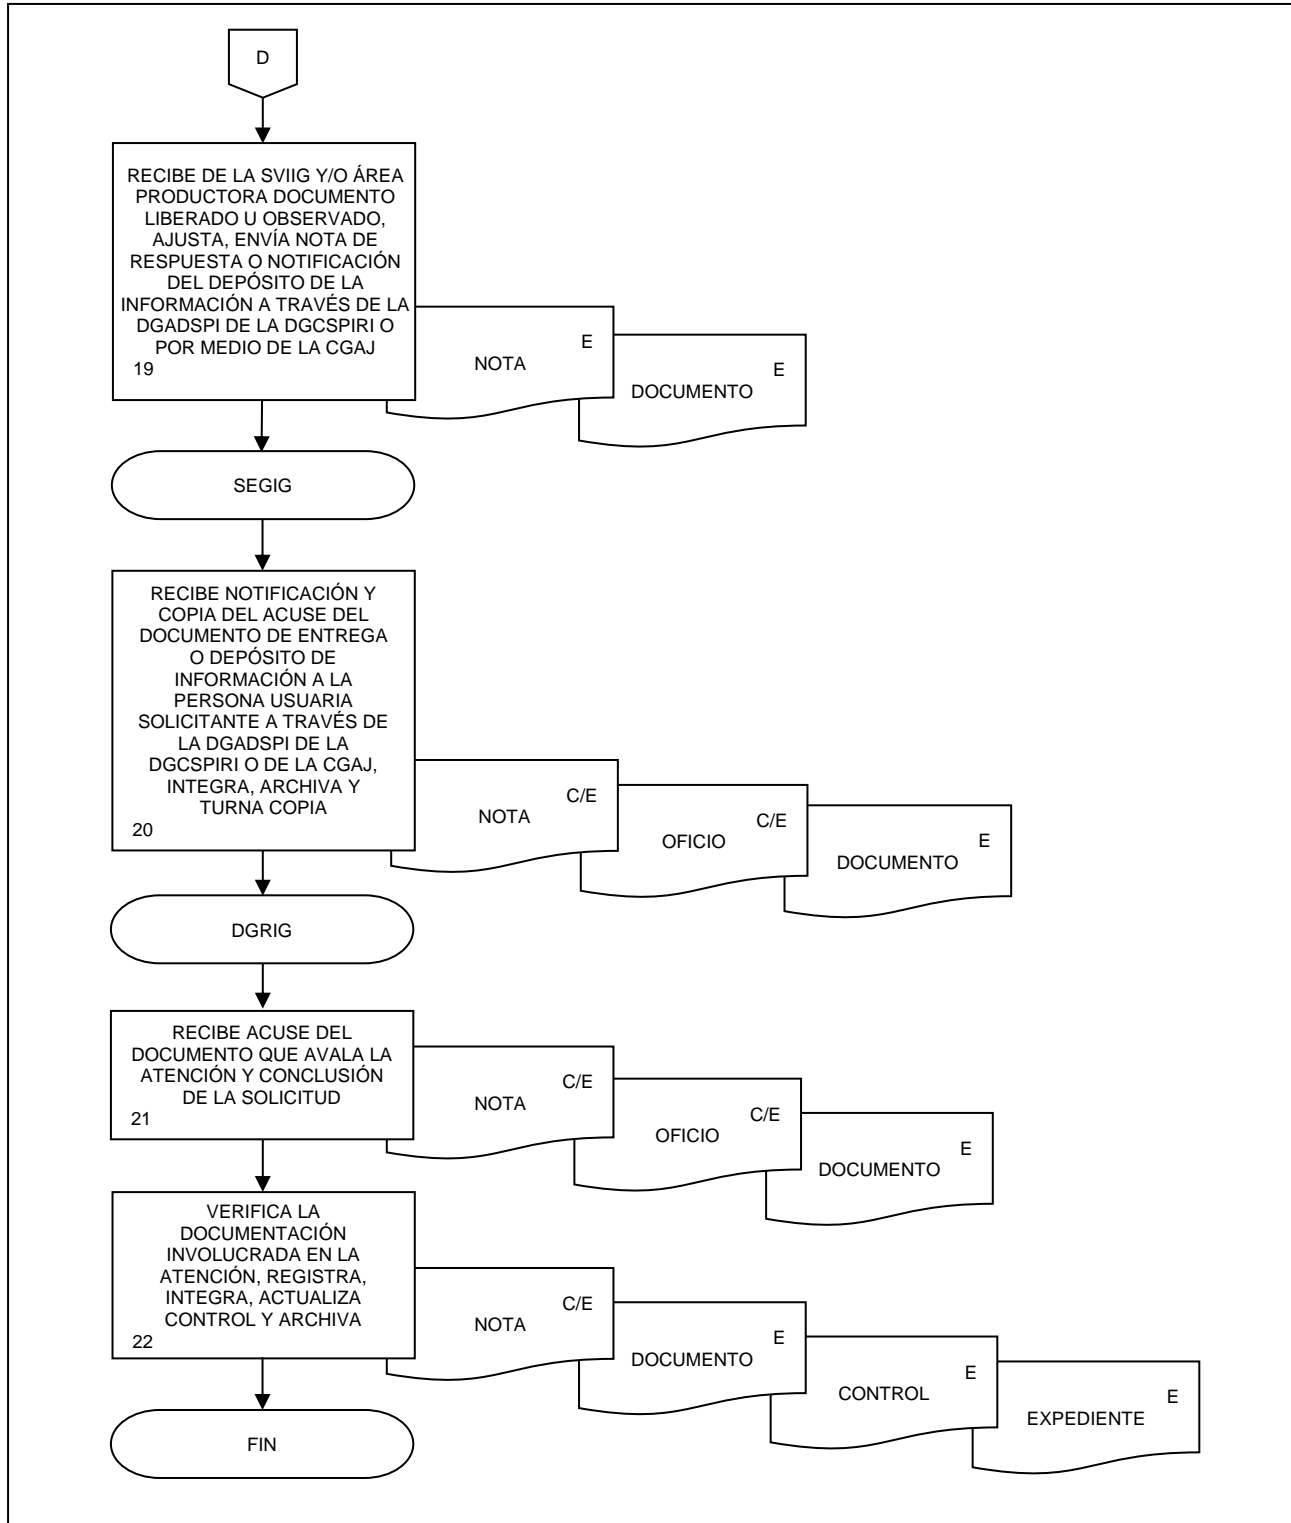 D
RECIBE DE LA SVIIG Y/O ÁREA
PRODUCTORA DOCUMENTO
LIBERADO U OBSERVADO,
AJUSTA, ENVÍA NOTA DE
RESPUESTA O NOTIFICACIÓN
DEL DEPÓSITO DE LA
INFORMACIÓN A TRAVÉS DE LA
DGADSPI DE LA DGCSPIRI O
POR MEDIO DE LA CGAJ
19
E
NOTA
E
DOCUMENTO
SEGIG
RECIBE NOTIFICACIÓN Y
COPIA DEL ACUSE DEL
DOCUMENTO DE ENTREGA
O DEPÓSITO DE
INFORMACIÓN A LA
PERSONA USUARIA
SOLICITANTE A TRAVÉS DE
LA DGADSPI DE LA
DGCSPIRI O DE LA CGAJ,
INTEGRA, ARCHIVA Y
TURNA COPIA
20
C/E
NOTA
C/E
OFICIO
E
DOCUMENTO
DGRIG
RECIBE ACUSE DEL
DOCUMENTO QUE AVALA LA
ATENCIÓN Y CONCLUSIÓN
DE LA SOLICITUD
21
C/E
NOTA
C/E
OFICIO
E
DOCUMENTO
VERIFICA LA
DOCUMENTACIÓN
INVOLUCRADA EN LA
ATENCIÓN, REGISTRA,
INTEGRA, ACTUALIZA
CONTROL Y ARCHIVA
22
C/E
NOTA
E
DOCUMENTO
E
CONTROL
E
EXPEDIENTE
FIN